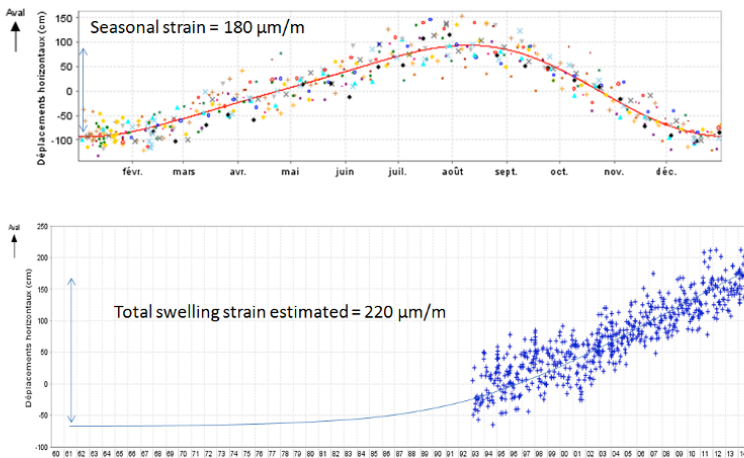 Aval
Seasonal strain = 180 µm/m
Déplacements horizontaux (cm)
150
100
50
0
-50
-100
févr. mars avr. mai juin juil. août sept. oct. nov. déc.
Aval
Déplacements horizontaux (cm)
250
200
150
100
50
0
-50
-100
Total swelling strain estimated = 220 µm/m
60 61 62 63 64 65 66 67 68 69 70 71 72 73 74 75 76 77 78 79 80 81 82 83 84 85 86 87 88 89 90 91 92 93 94 95 96 97 98 99 00 01 02 03 04 05 06 07 08 09 10 11 12 13 14